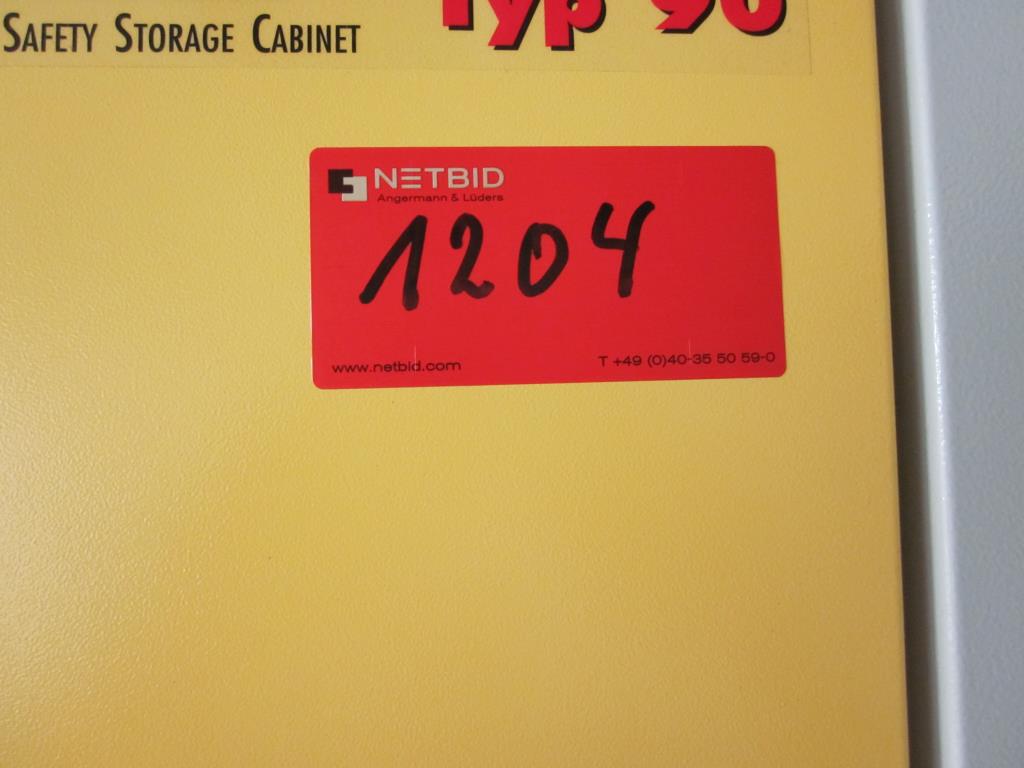 SAFETY STORAGE CABINET
Typ 90
NETBID
Angermann & Lüders
1204
www.netbid.com
T +49 (0)40-35 50 59-0